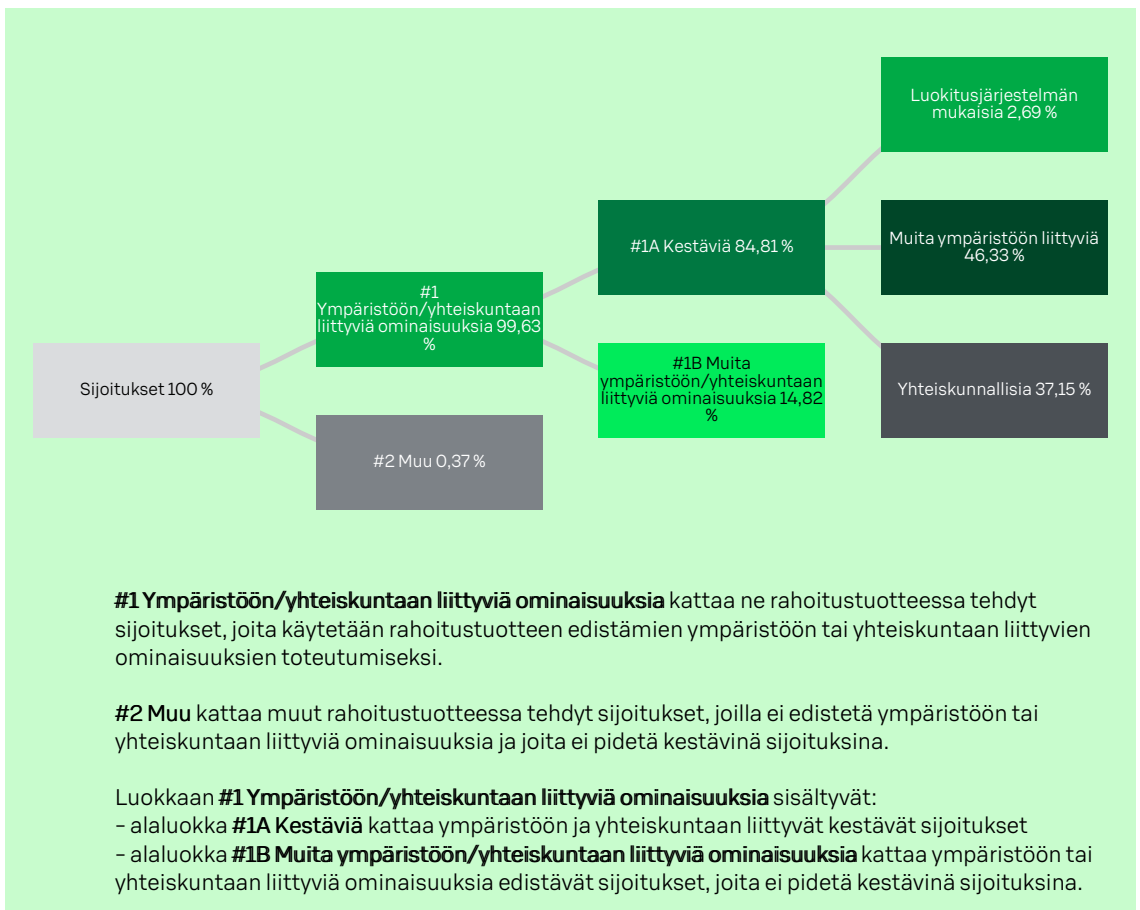 Luokitusjärjestelmän
mukaisia 2,69 %
#1A Kestäviä 84,81 %
Muita ympäristöön liittyviä
46,33 %
#1
Ympäristöön/yhteiskuntaan
liittyviä ominaisuuksia 99,63
%
Sijoitukset 100 %
#1B Muita
ympäristöön/yhteiskuntaan
liittyviä ominaisuuksia 14,82
%
Yhteiskunnallisia 37,15 %
#2 Muu 0,37 %
#1 Ympäristöön/yhteiskuntaan liittyviä ominaisuuksia kattaa ne rahoitustuotteessa tehdyt
sijoitukset, joita käytetään rahoitustuotteen edistämien ympäristöön tai yhteiskuntaan liittyvien
ominaisuuksien toteutumiseksi.
#2 Muu kattaa muut rahoitustuotteessa tehdyt sijoitukset, joilla ei edistetä ympäristöön tai
yhteiskuntaan liittyviä ominaisuuksia ja joita ei pidetä kestävinä sijoituksina.
Luokkaan #1 Ympäristöön/yhteiskuntaan liittyviä ominaisuuksia sisältyvät:
– alaluokka #1A Kestäviä kattaa ympäristöön ja yhteiskuntaan liittyvät kestävät sijoitukset
– alaluokka #1B Muita ympäristöön/yhteiskuntaan liittyviä ominaisuuksia kattaa ympäristöön tai
yhteiskuntaan liittyviä ominaisuuksia edistävät sijoitukset, joita ei pidetä kestävinä sijoituksina.